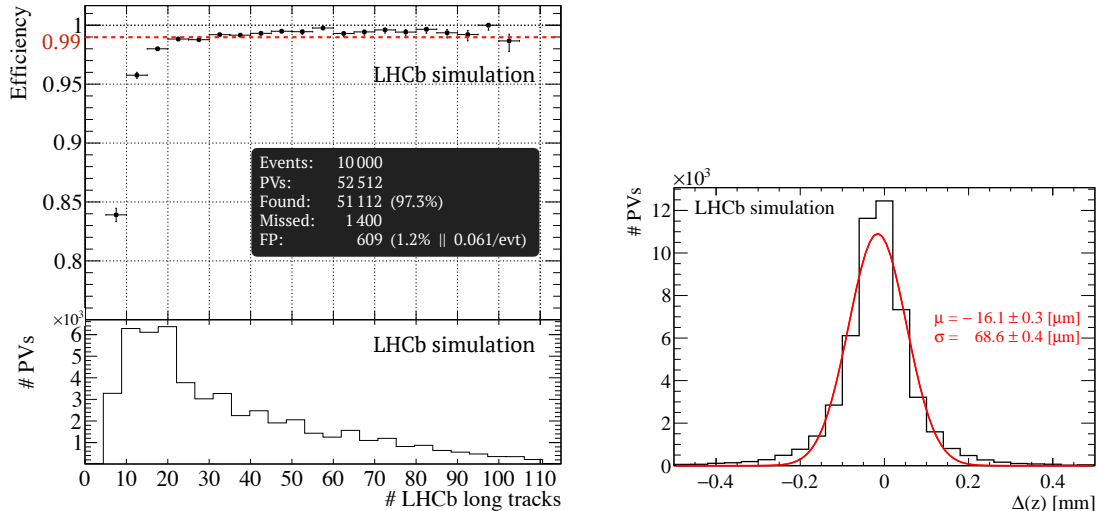 Efficiency
1
0.99
0.95
0.9
0.85
0.8
LHCb simulation
Events: 10 000
PVs: 52 512
Found: 51 112 (97.3%)
Missed: 1 400
FP: 609 (1.2% || 0.061/evt)
×10³
# PVs
6
5
4
3
2
1
LHCb simulation
0 10 20 30 40 50 60 70 80 90 100 110
# LHCb long tracks
×10³
# PVs
12
10
8
6
4
2
0
LHCb simulation
μ = − 16.1 ± 0.3 [μm]
σ = 68.6 ± 0.4 [μm]
−0.4 −0.2 0 0.2 0.4
Δ(z) [mm]